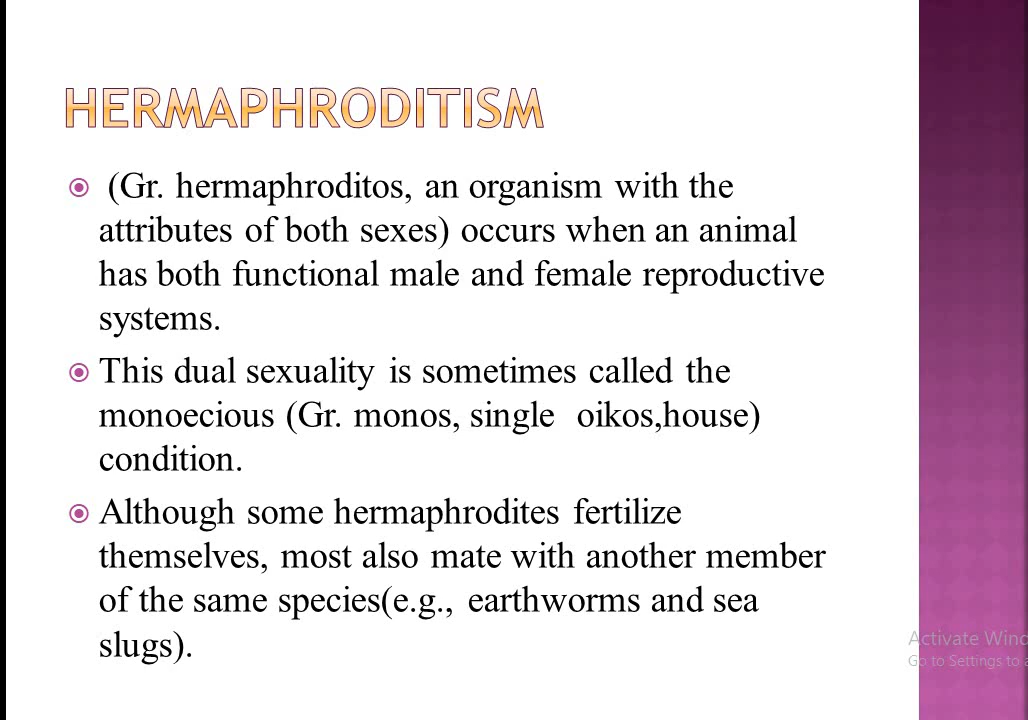 HERMAPHRODITISM
(Gr. hermaphroditos, an organism with the
attributes of both sexes) occurs when an animal
has both functional male and female reproductive
systems.
This dual sexuality is sometimes called the
monoecious (Gr. monos, single  oikos,house)
condition.
Although some hermaphrodites fertilize
themselves, most also mate with another member
of the same species(e.g., earthworms and sea
slugs).
Activate Wind
Go to Settings to a